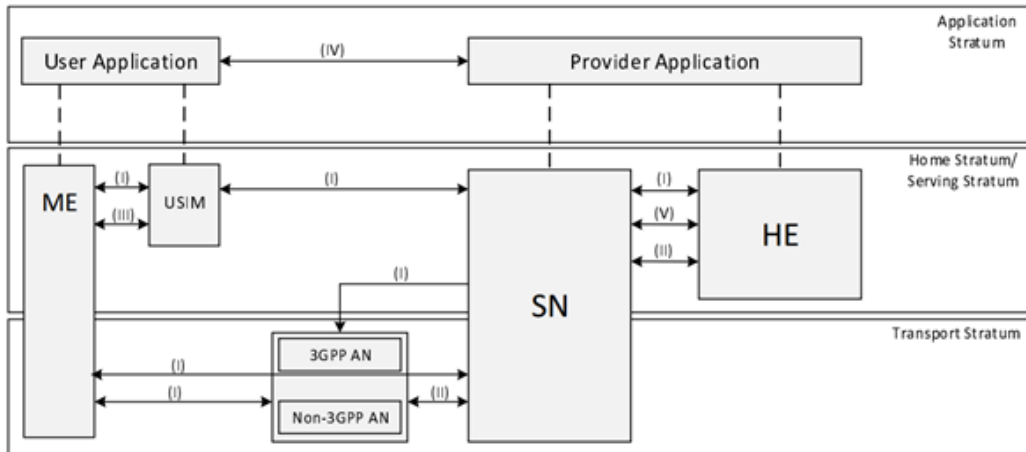 Application
Stratum
User Application
(IV)
Provider Application
Home Stratum/
Serving Stratum
ME
(I)
(III)
USIM
(I)
(I)
(V)
(II)
HE
(I)
SN
Transport Stratum
3GPP AN
(I)
(I)
(II)
Non-3GPP AN